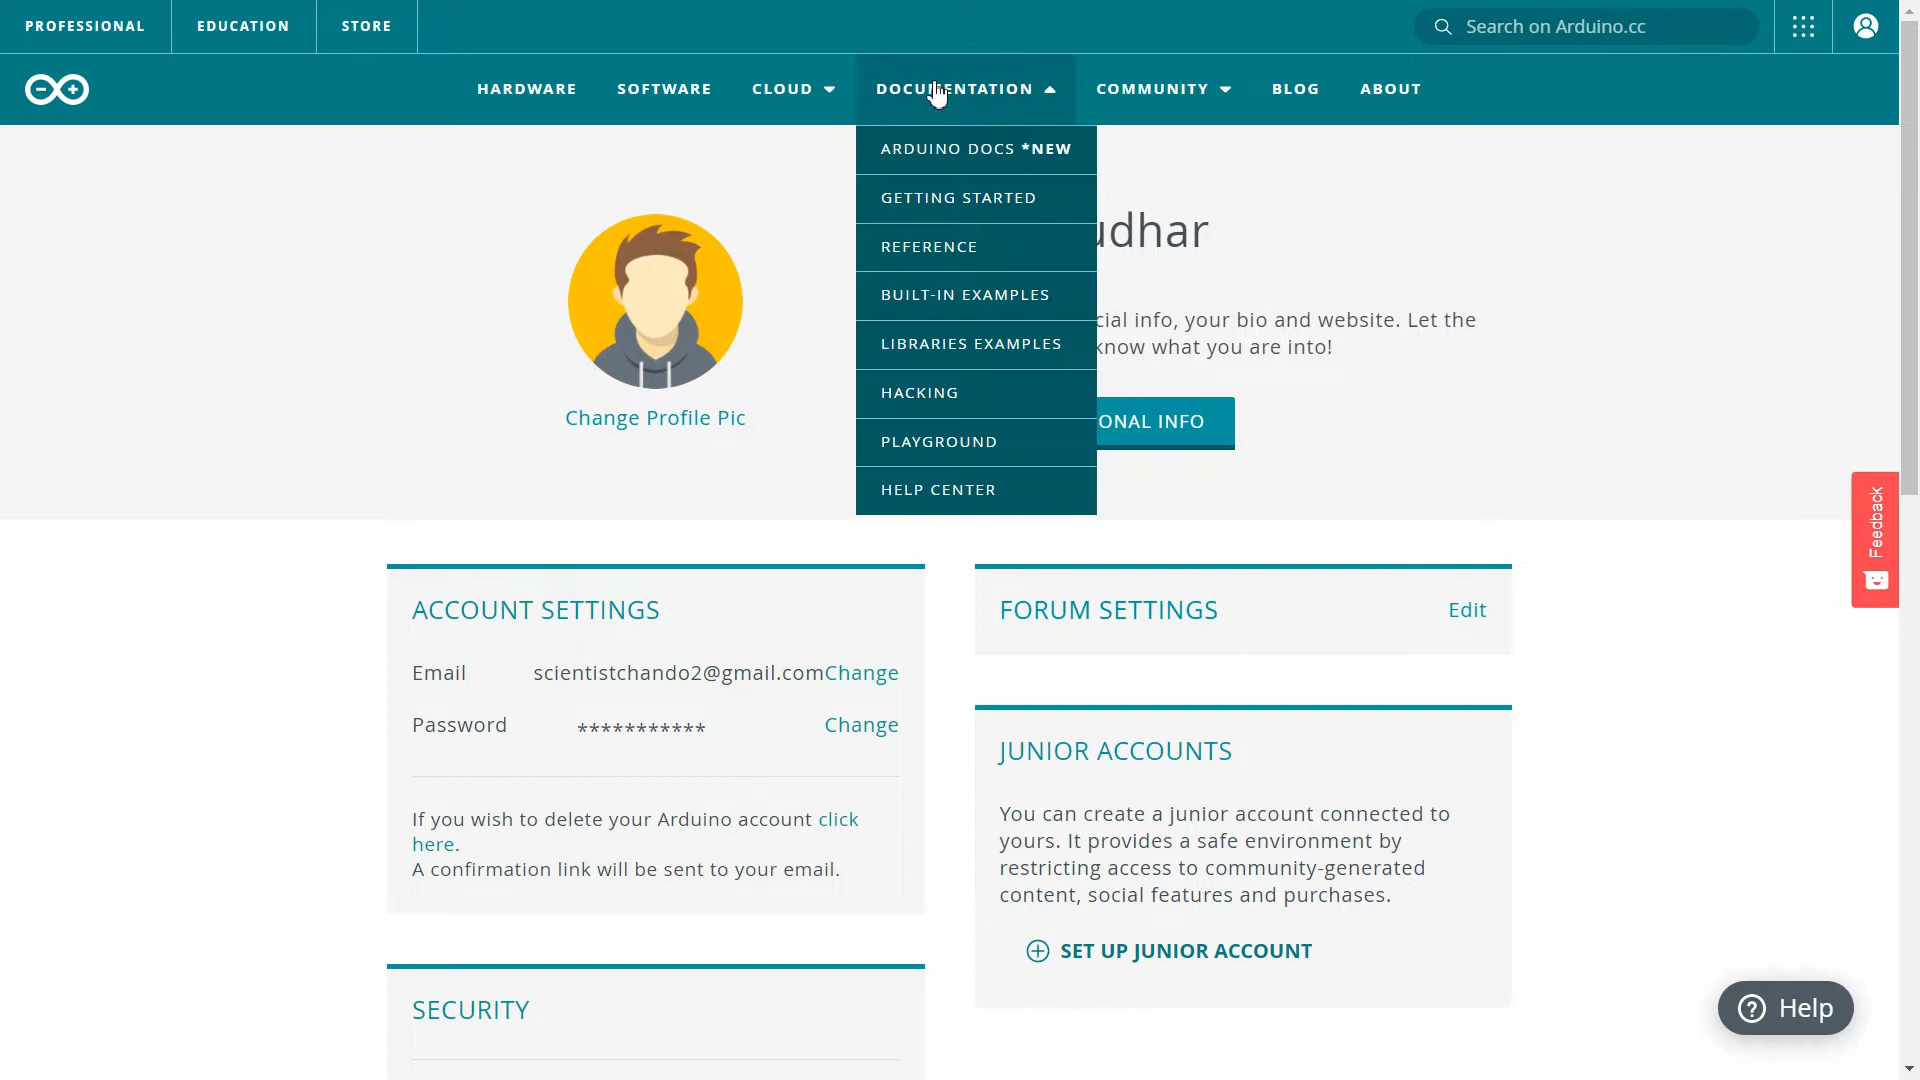 PROFESSIONAL
EDUCATION
STORE
Search on Arduino.cc
HARDWARE
SOFTWARE
CLOUD
DOCUMENTATION
COMMUNITY
BLOG
ABOUT
ARDUINO DOCS *NEW
GETTING STARTED
REFERENCE
BUILT-IN EXAMPLES
LIBRARIES EXAMPLES
HACKING
PLAYGROUND
HELP CENTER
udhar
cial info, your bio and website. Let the
know what you are into!
ONAL INFO
Change Profile Pic
Feedback
ACCOUNT SETTINGS
Email scientistchando2@gmail.com Change
Password *********** Change
If you wish to delete your Arduino account click
here.
A confirmation link will be sent to your email.
SECURITY
FORUM SETTINGS Edit
JUNIOR ACCOUNTS
You can create a junior account connected to
yours. It provides a safe environment by
restricting access to community-generated
content, social features and purchases.
SET UP JUNIOR ACCOUNT
Help